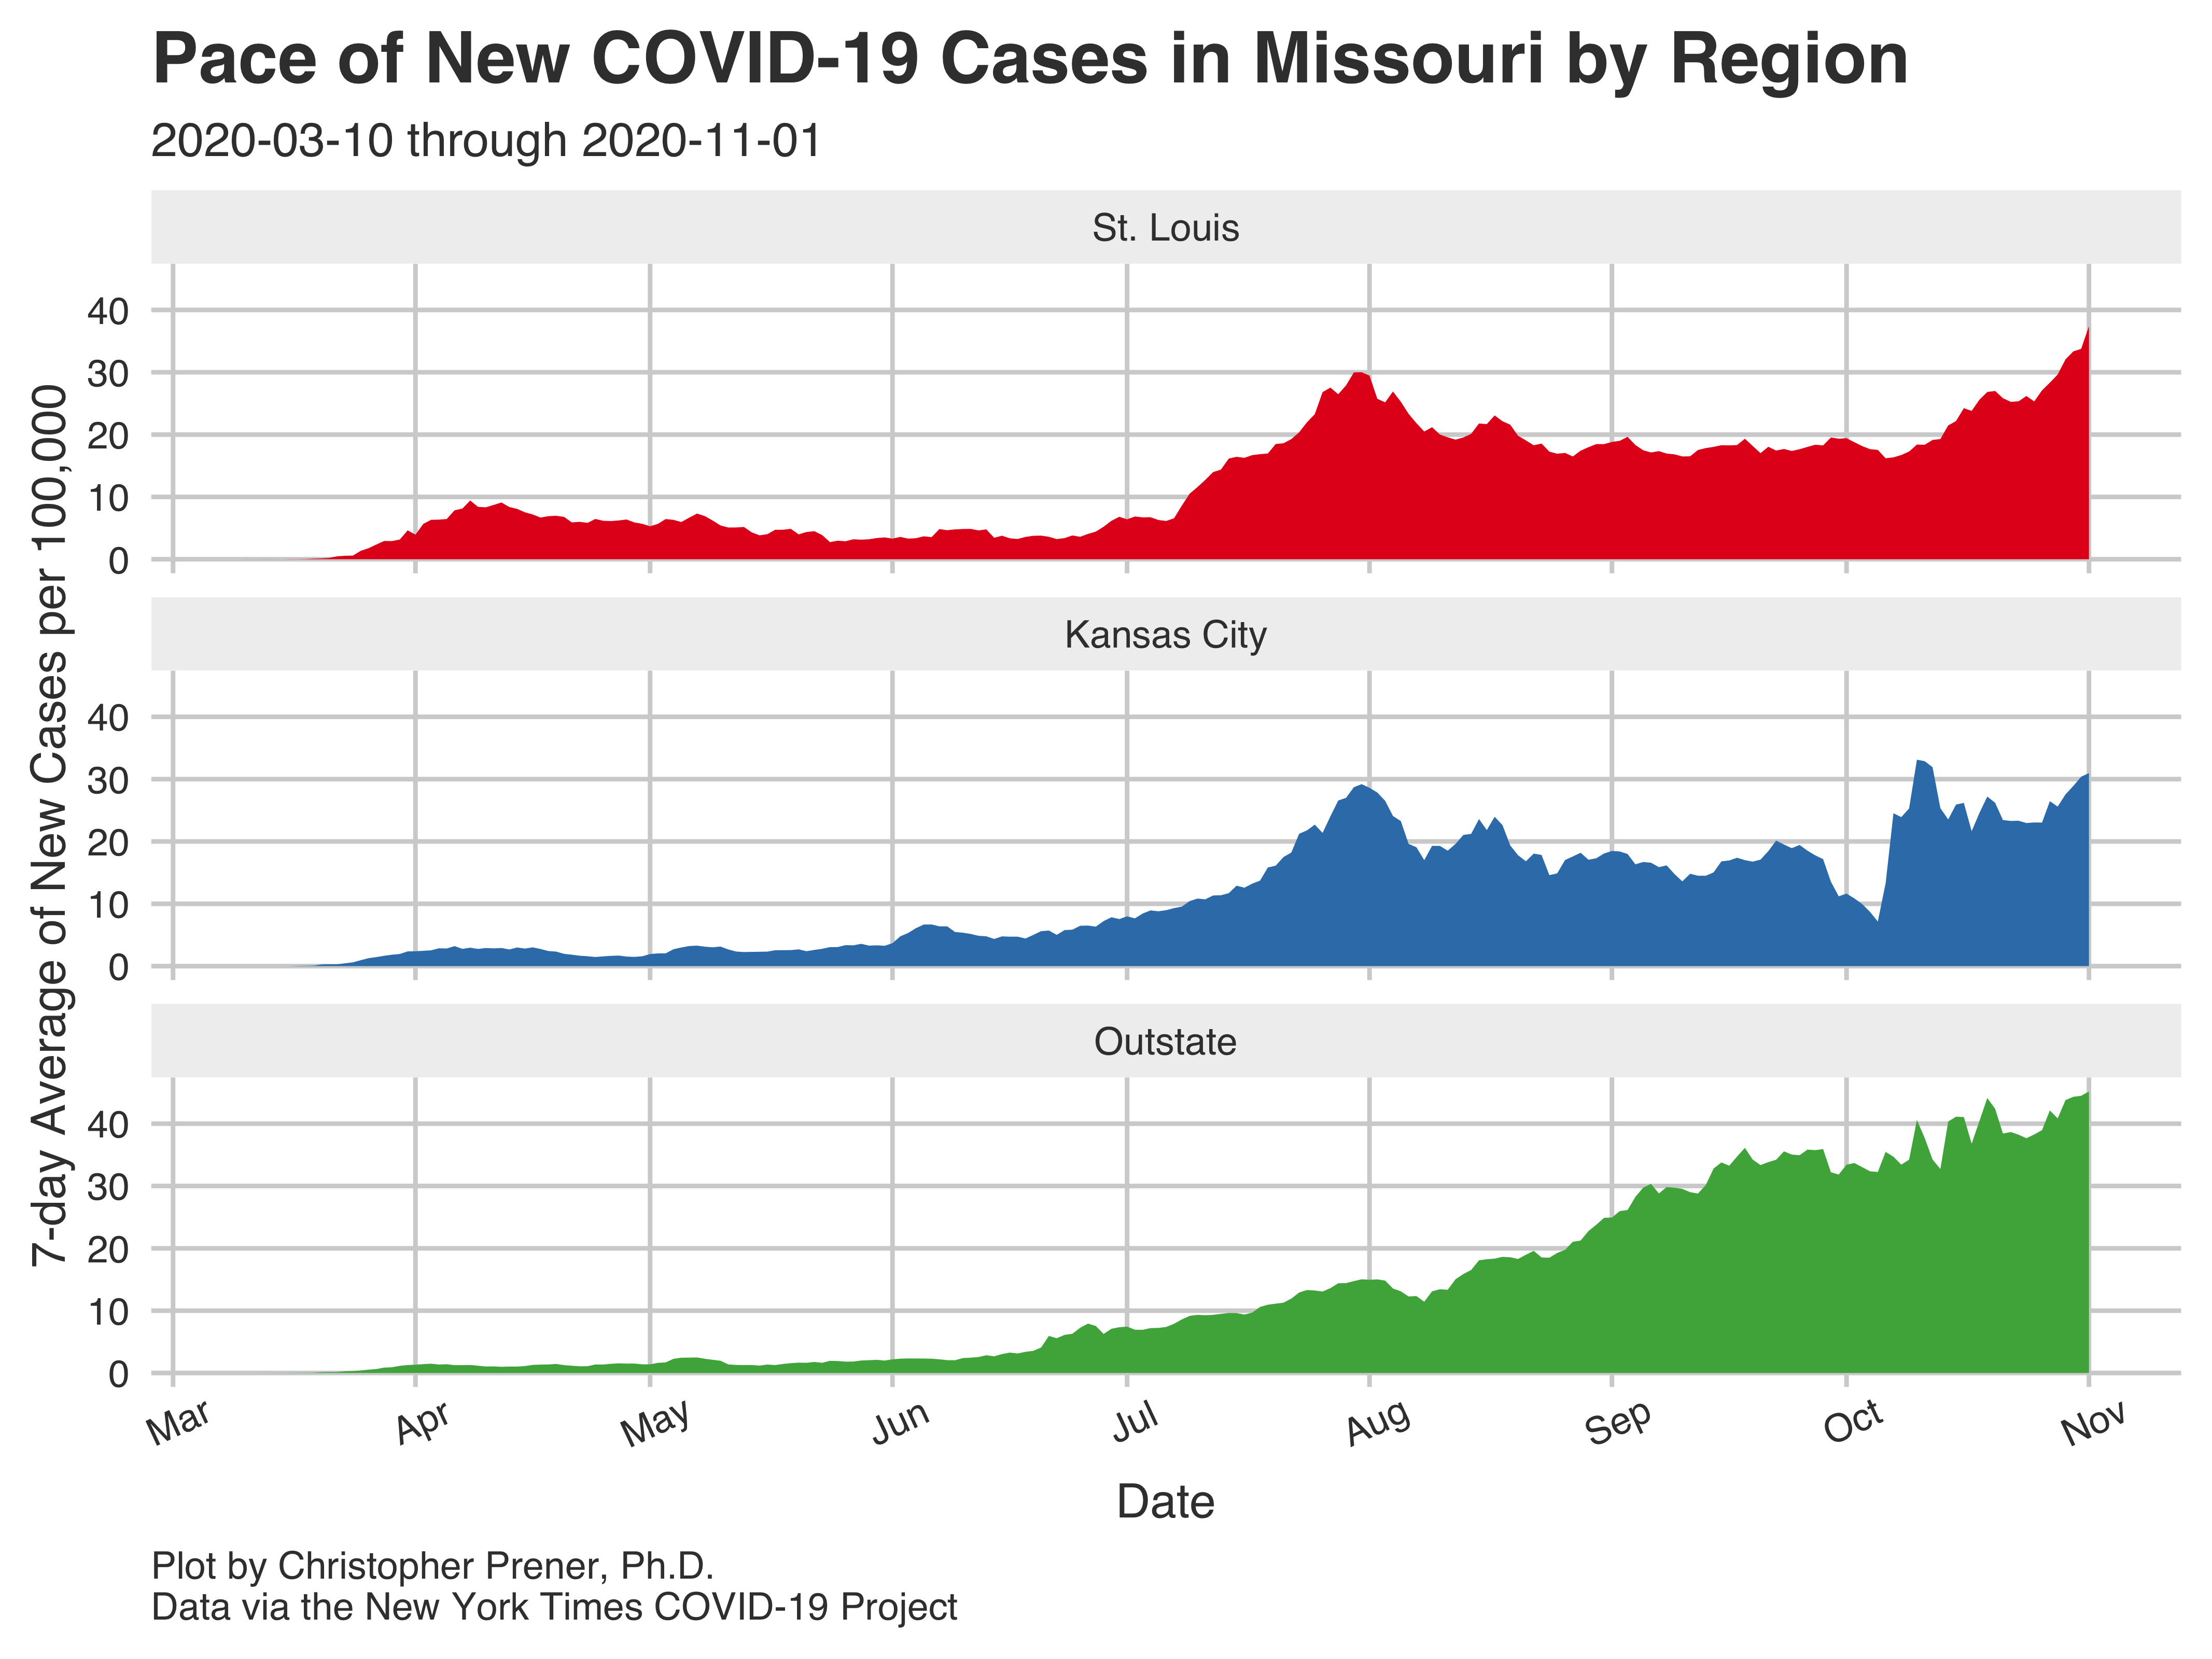 Pace of New COVID-19 Cases in Missouri by Region
2020-03-10 through 2020-11-01
7-day Average of New Cases per 100,000
St. Louis
40
30
20
10
0
Kansas City
40
30
20
10
0
Outstate
40
30
20
10
0
Mar Apr May Jun Jul Aug Sep Oct Nov
Date
Plot by Christopher Prener, Ph.D.
Data via the New York Times COVID-19 Project